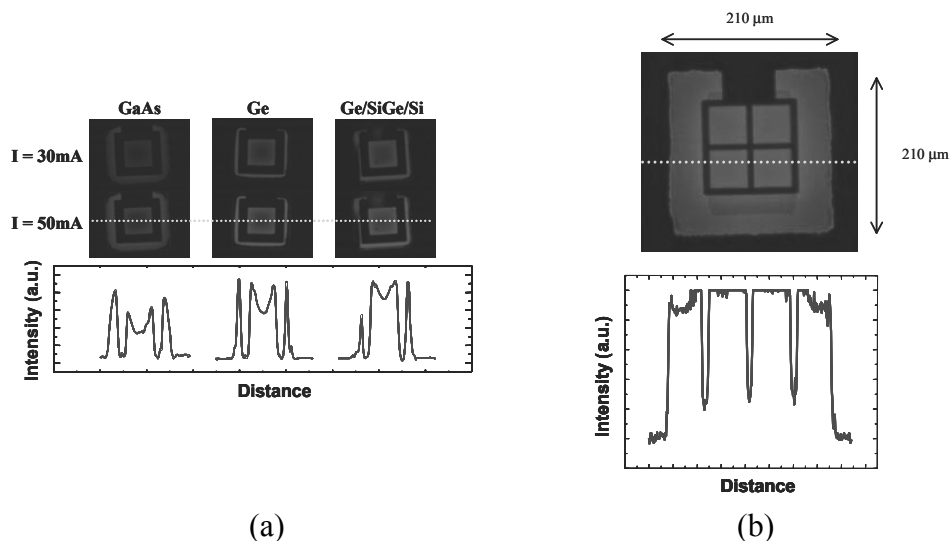 GaAs Ge Ge/SiGe/Si
I = 30mA
I = 50mA
Intensity (a.u.)
Distance
(a)
210 µm
210 µm
Intensity (a.u.)
Distance
(b)